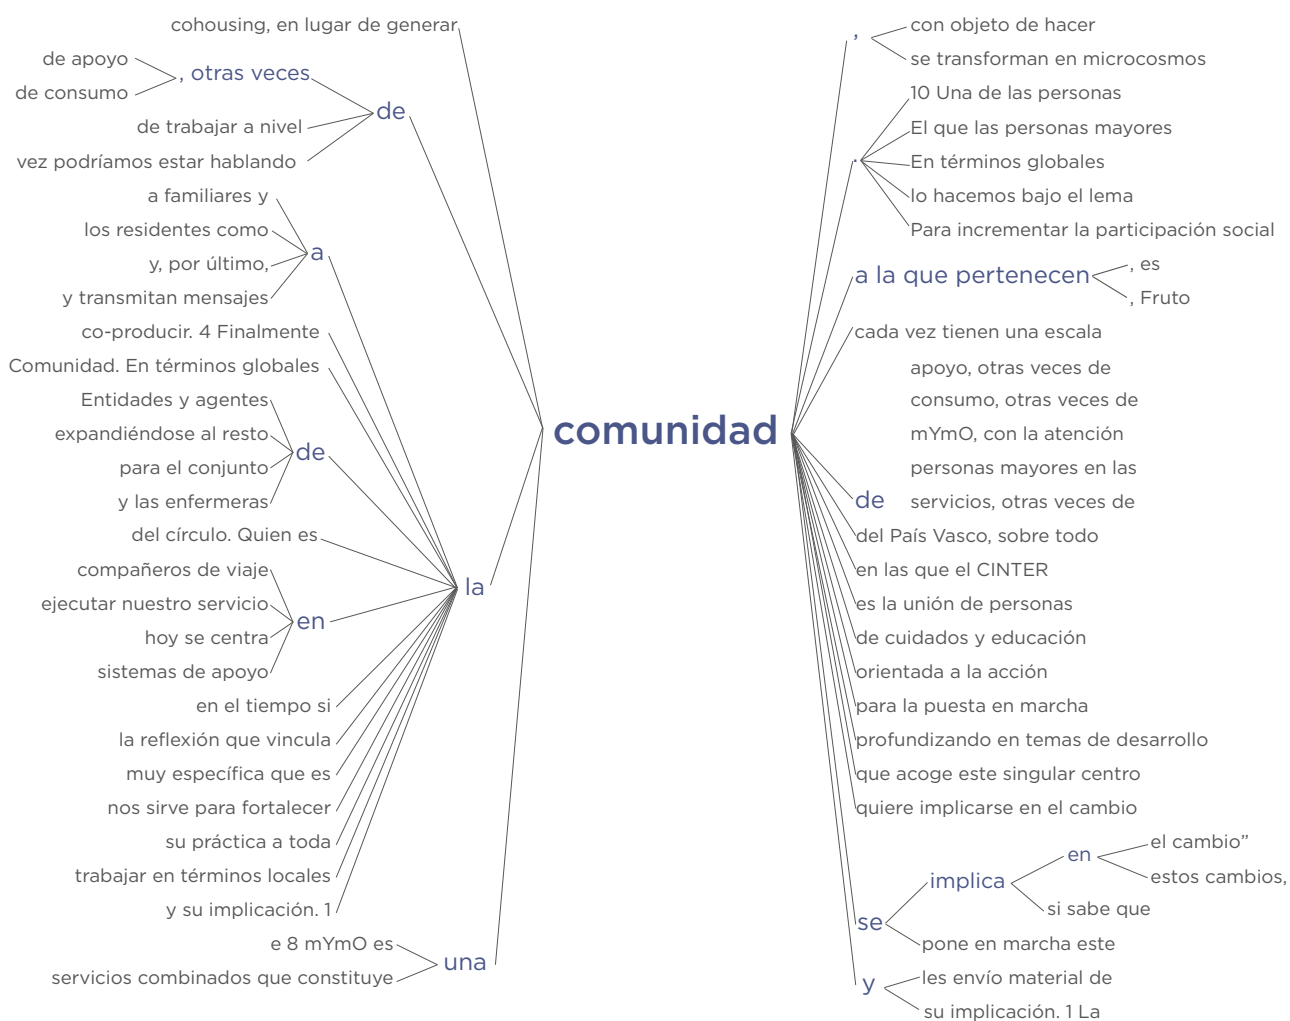 cohousing, en lugar de generar
de apoyo
, otras veces
de consumo
de
de trabajar a nivel
vez podríamos estar hablando
a familiares y
los residentes como
a
y, por último,
y transmitan mensajes
co-producir. 4 Finalmente
Comunidad. En términos globales
Entidades y agentes
expandiéndose al resto
de
para el conjunto
y las enfermeras
del círculo. Quien es
compañeros de viaje
la
ejecutar nuestro servicio
en
hoy se centra
sistemas de apoyo
en el tiempo si
la reflexión que vincula
muy específica que es
nos sirve para fortalecer
su práctica a toda
trabajar en términos locales
y su implicación. 1
e 8 mYmO es
una
servicios combinados que constituye
comunidad
,
con objeto de hacer
se transforman en microcosmos
10 Una de las personas
El que las personas mayores
.
En términos globales
lo hacemos bajo el lema
Para incrementar la participación social
a la que pertenecen
, es
, Fruto
cada vez tienen una escala
apoyo, otras veces de
consumo, otras veces de
mYmO, con la atención
personas mayores en las
de
servicios, otras veces de
del País Vasco, sobre todo
en las que el CINTER
es la unión de personas
de cuidados y educación
orientada a la acción
para la puesta en marcha
profundizando en temas de desarrollo
que acoge este singular centro
quiere implicarse en el cambio
el cambio”
en
estos cambios,
implica
si sabe que
se
pone en marcha este
les envío material de
y
su implicación. 1 La